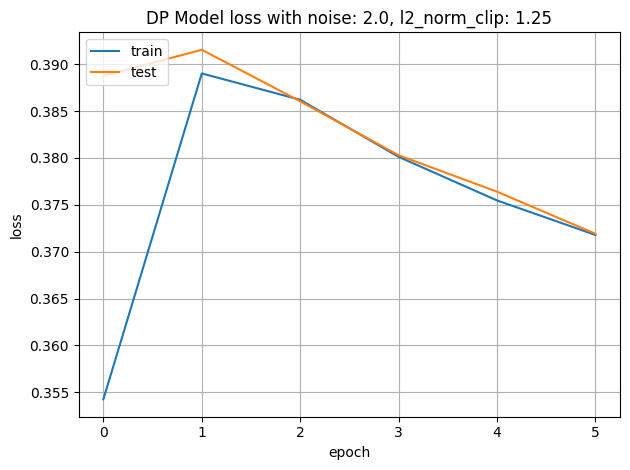 DP Model loss with noise: 2.0, l2_norm_clip: 1.25
train
test
0.390
0.385
0.380
0.375
0.370
0.365
0.360
0.355
loss
0 1 2 3 4 5
epoch